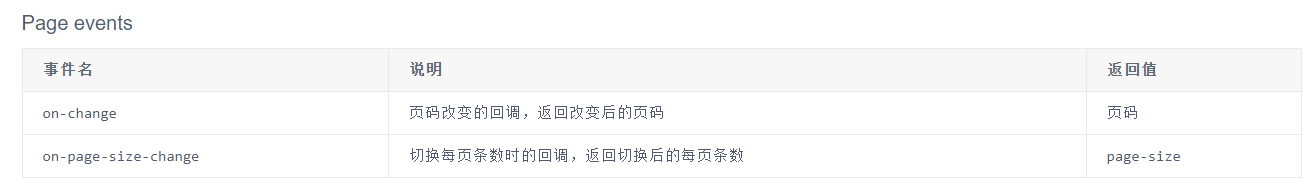 Page events
事件名 说明 返回值
on-change 页码改变的回调，返回改变后的页码 页码
on-page-size-change 切换每页条数时的回调，返回切换后的每页条数 page-size